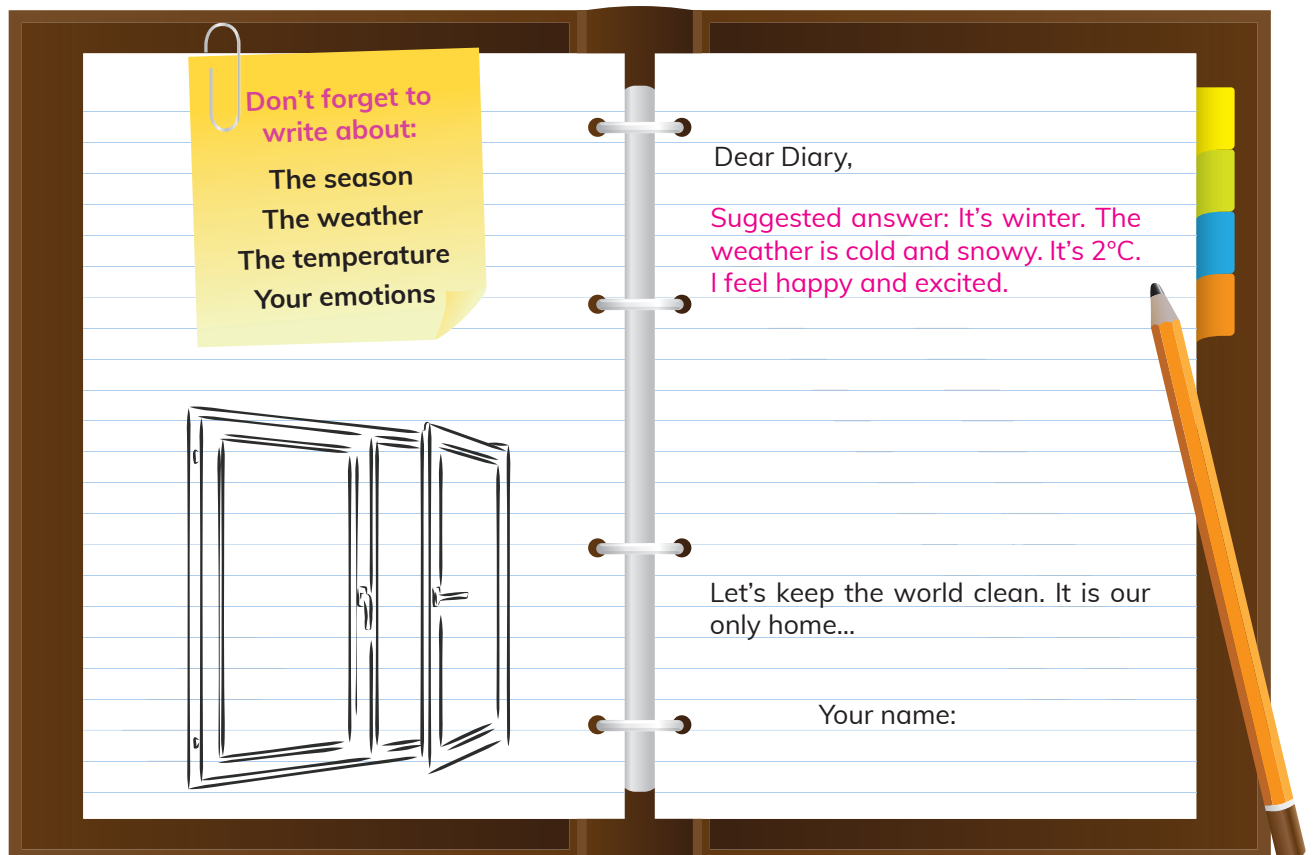 Don't forget to
write about:
The season
The weather
The temperature
Your emotions
Dear Diary,
Suggested answer: It's winter. The
weather is cold and snowy. It's 2°C.
I feel happy and excited.
Let's keep the world clean. It is our
only home...
Your name: